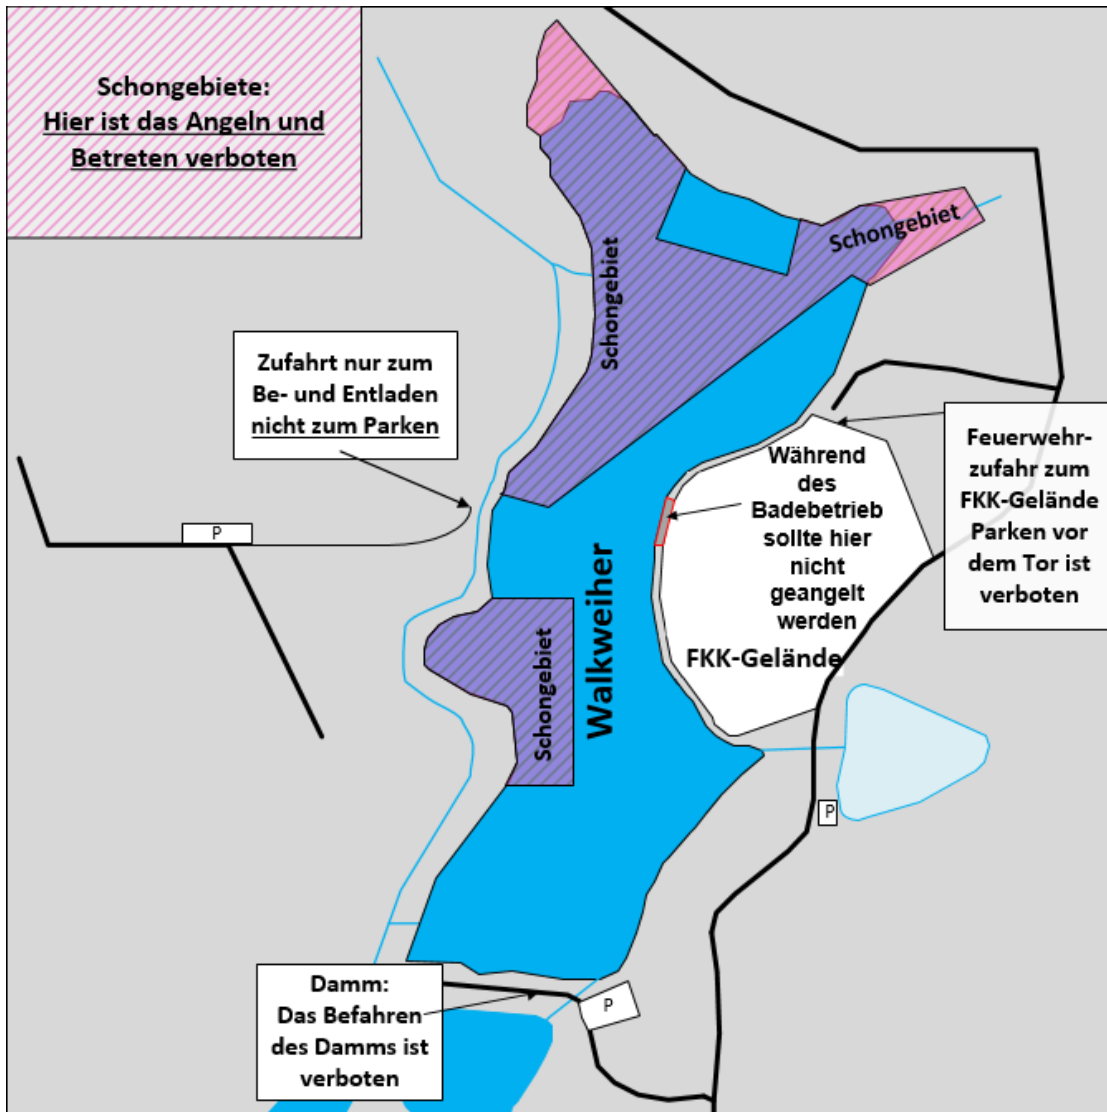 Schongebiete:
Hier ist das Angeln und
Betreten verboten
Schongebiet
Schongebiet
Zufahrt nur zum
Be- und Entladen
nicht zum Parken
P
Während
des
Badebetrieb
sollte hier
nicht
geangelt
werden
FKK-Gelände
Feuerwehr-
zufahr zum
FKK-Gelände
Parken vor
dem Tor ist
verboten
Walkweiher
Schongebiet
P
Damm:
Das Befahren
des Damms ist
verboten
P